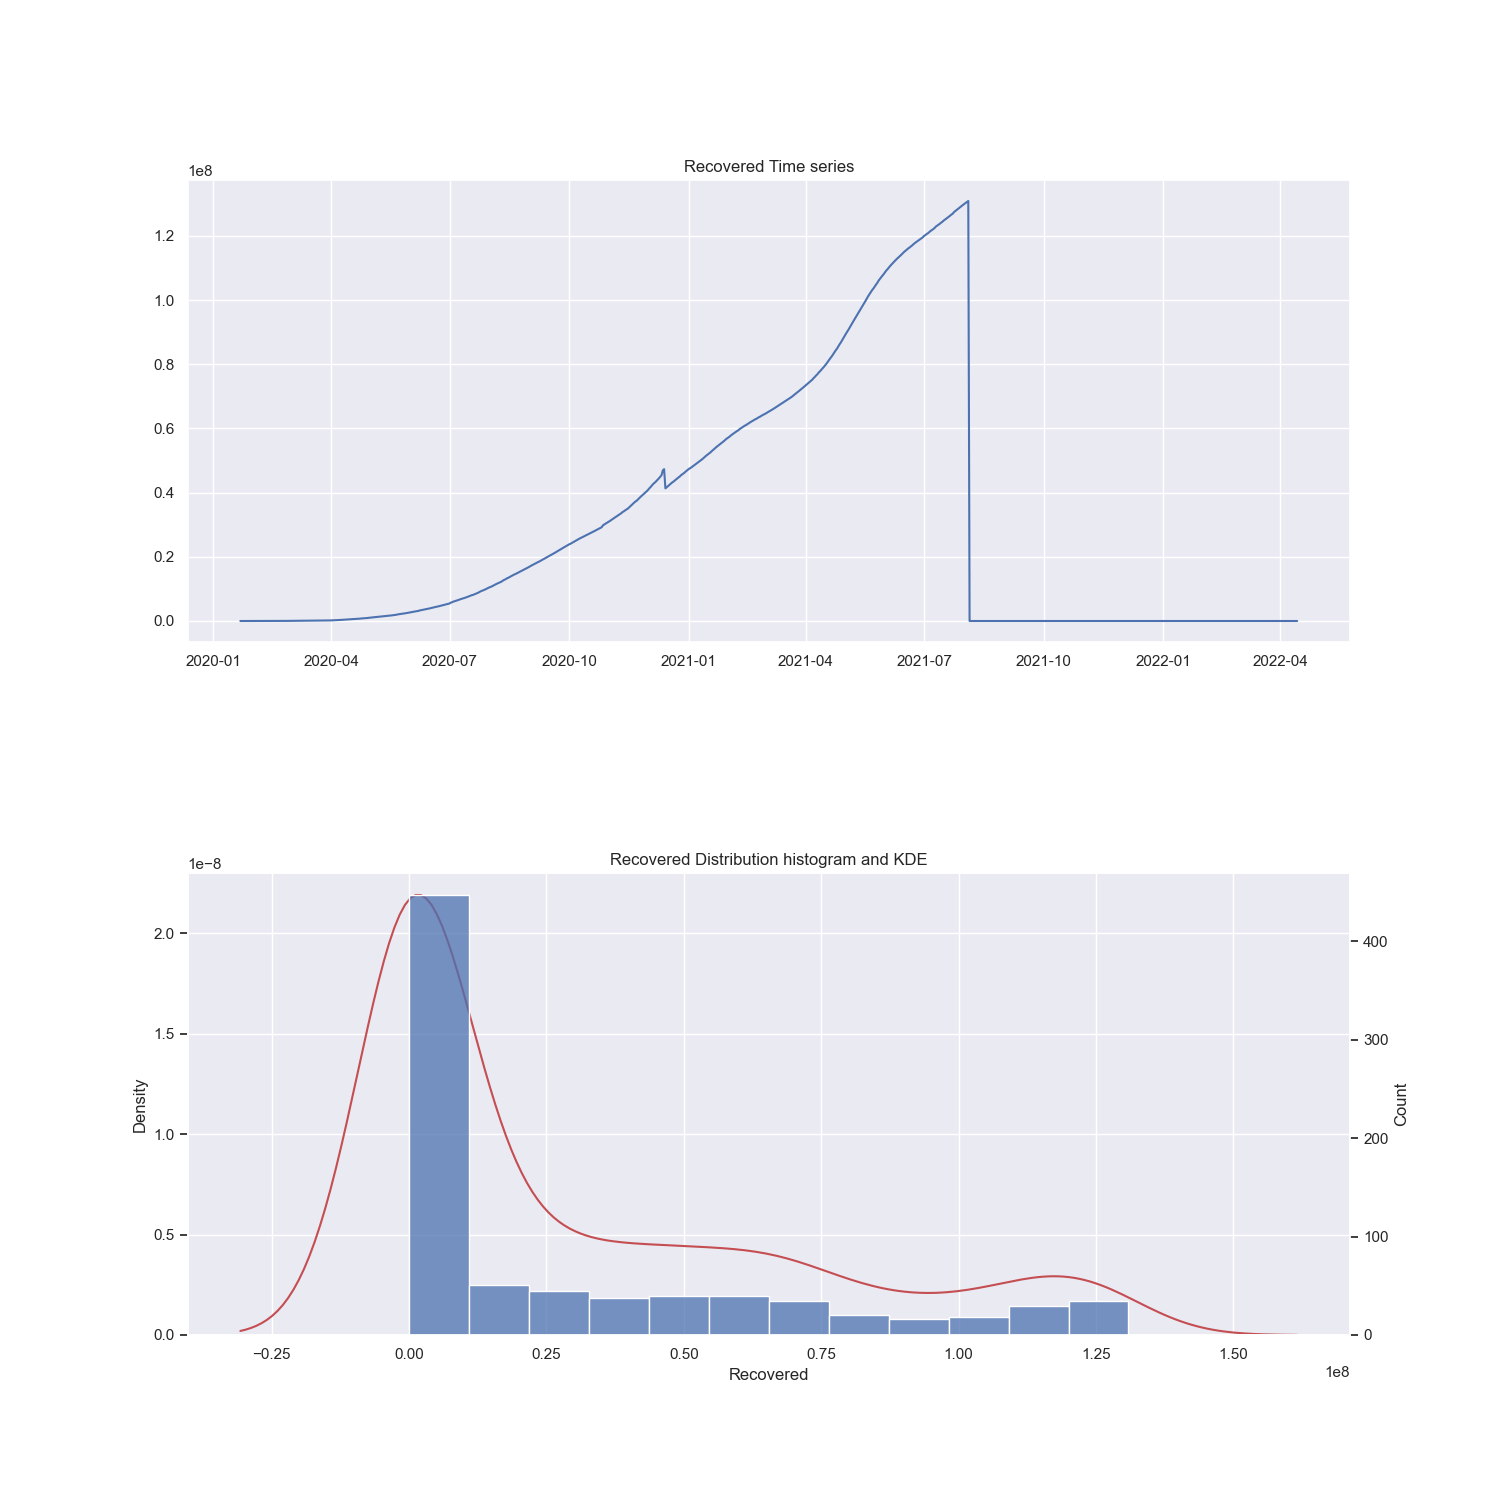 Recovered Time series
1e8
1.2
1.0
0.8
0.6
0.4
0.2
0.0
2020-01 2020-04 2020-07 2020-10 2021-01 2021-04 2021-07 2021-10 2022-01 2022-04
Recovered Distribution histogram and KDE
1e−8
2.0
1.5
1.0
0.5
0.0
Density
400
300
200
100
0
Count
−0.25 0.00 0.25 0.50 0.75 1.00 1.25 1.50
1e8
Recovered